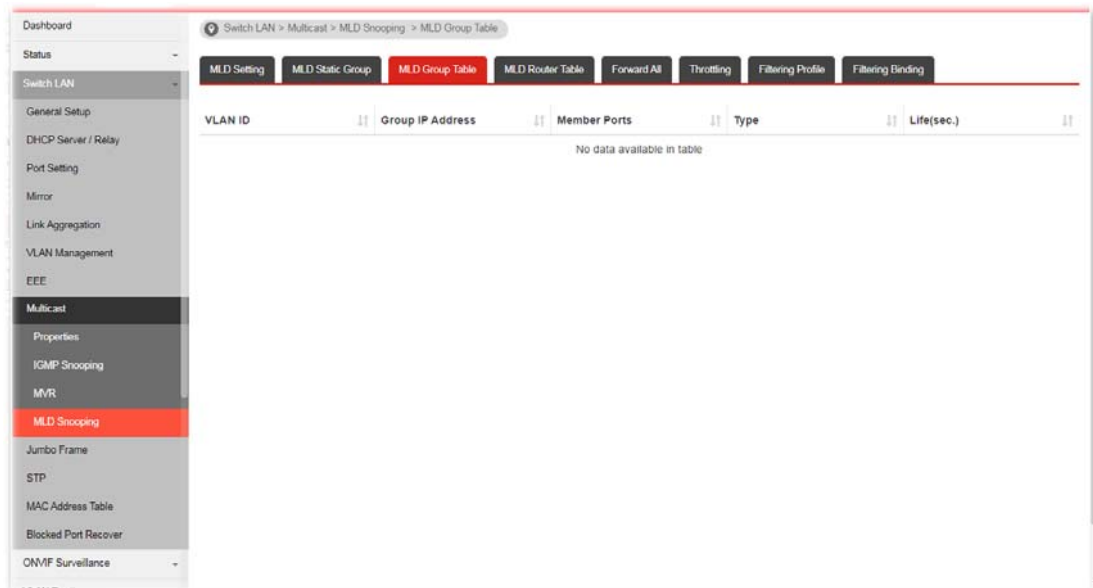 Dashboard
Switch LAN > Multicast > MLD Snooping > MLD Group Table
Status
MLD Setting
MLD Static Group
MLD Group Table
MLD Router Table
Forward All
Throttling
Filtering Profile
Filtering Binding
Switch LAN
General Setup
DHCP Server / Relay
Port Setting
Mirror
Link Aggregation
VLAN Management
EEE
Multicast
Properties
IGMP Snooping
MVR
MLD Snooping
Jumbo Frame
STP
MAC Address Table
Blocked Port Recover
ONVIF Surveillance
VLAN ID
Group IP Address
Member Ports
Type
Life(sec.)
No data available in table